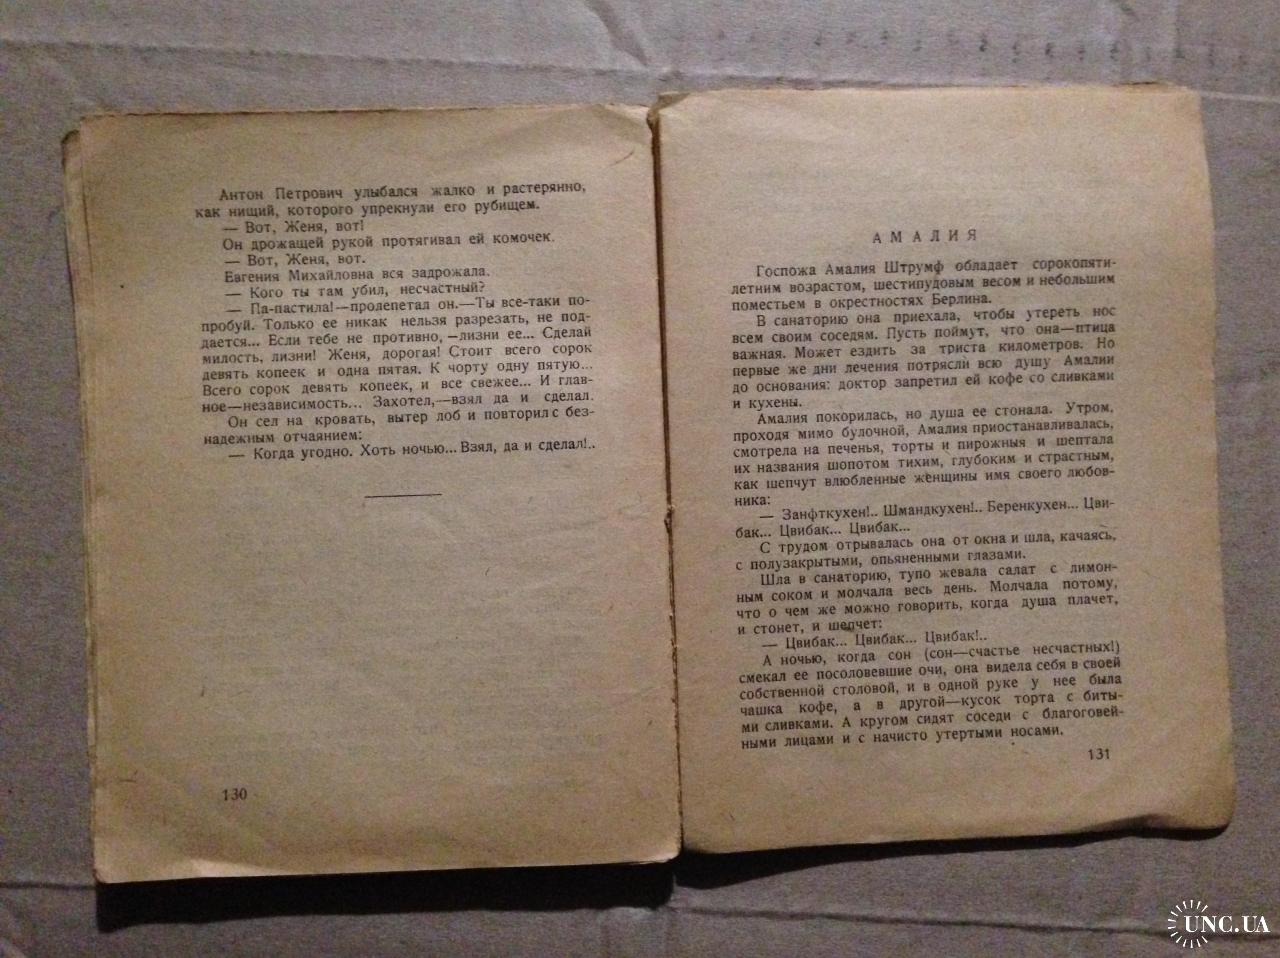 Антон Петрович улыбался жалко и растерянно,
как нищий, которого упрекнули его рубищем.
— Вот, Женя, вот!
Он дрожащей рукой протягивал ей комочек.
— Вот, Женя, вот.
Евгения Михайловна вся задрожала.
— Кого ты там убил, несчастный?
— Па-пастила!—пролепетал он.—Ты все-таки по-
пробуй. Только ее никак нельзя разрезать, не под-
дается... Если тебе не противно,—лизни ее... Сделай
милость, лизни! Женя, дорогая! Стоит всего сорок
девять копеек и одна пятая. К чорту одну пятую...
Всего сорок девять копеек, и все свежее... И глав-
ное—независимость... Захотел,—взял да и сделал.
Он сел на кровать, вытер лоб и повторил с без-
надежным отчаянием:
— Когда угодно. Хоть ночью... Взял, да и сделал!..
130
АМАЛИЯ
Госпожа Амалия Штрумф обладает сорокопяти-
летним возрастом, шестипудовым весом и небольшим
поместьем в окрестностях Берлина.
В санаторию она приехала, чтобы утереть нос
всем своим соседям. Пусть поймут, что она—птица
важная. Может ездить за триста километров. Но
первые же дни лечения потрясли всю душу Амалии
до основания: доктор запретил ей кофе со сливками
и кухены.
Амалия покорилась, но душа ее стонала. Утром,
проходя мимо булочной, Амалия приостанавливалась,
смотрела на печенья, торты и пирожныя и шептала
их названия шопотом тихим, глубоким и страстным,
как шепчут влюбленные женщины имя своего любов-
ника:
— Занфткухен!.. Шмандкухен!.. Беренкухен... Цви-
бак... Цвибак... Цвибак...
С трудом отрывалась она от окна и шла, качаясь,
с полузакрытыми, опьяненными глазами.
Шла в санаторию, тупо жевала салат с лимон-
ным соком и молчала весь день. Молчала потому,
что о чем же можно говорить, когда душа плачет,
и стонет, и шепчет:
— Цвибак... Цвибак... Цвибак!..
А ночью, когда сон (сон—счастье несчастных!)
смекал ее посоловевшие очи, она видела себя в своей
собственной столовой, и в одной руке у нее была
чашка кофе, а в другой—кусок торта с биты-
ми сливками. А кругом сидят соседи с благоговей-
ными лицами и с начисто утертыми носами.
131
UNC.UA